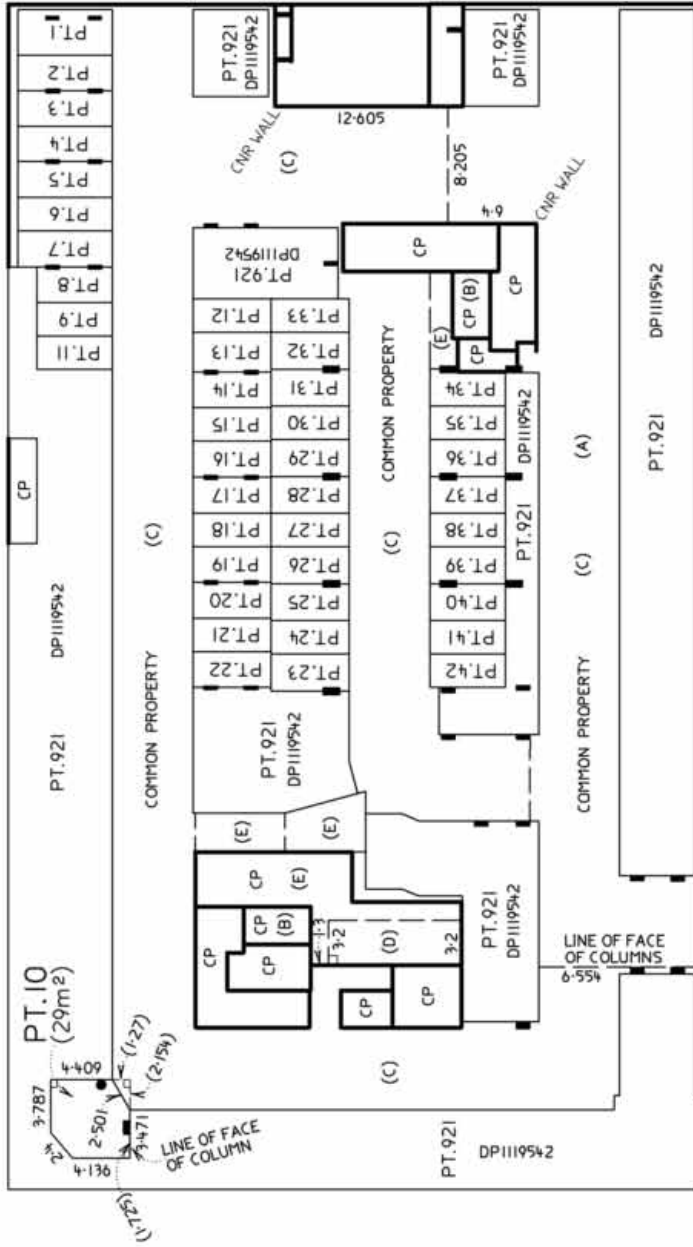 PT.1
PT.2
PT.3
PT.4
PT.5
PT.6
PT.7
PT.8
PT.9
PT.11
CP
DP1119542
PT.921
COMMON PROPERTY
(C)
PT.10
(29m²)
4·409
3·787
2·4
4·136
2·501
3·471
(1·27)
(2·154)
(1·725)
LINE OF FACE
OF COLUMN
PT.921
DP1119542
CNR WALL
(C)
12·605
PT.921
DP1119542
8·205
6·4
CNR WALL
PT.921
DP1119542
PT.12
PT.13
PT.14
PT.15
PT.16
PT.17
PT.18
PT.19
PT.20
PT.21
PT.22
PT.33
PT.32
PT.31
PT.30
PT.29
PT.28
PT.27
PT.26
PT.25
PT.24
PT.23
PT.921
DP1119542
COMMON PROPERTY
(C)
CP
CP (B)
CP
CP
(E)
PT.34
PT.35
PT.36
PT.37
PT.38
PT.39
PT.40
PT.41
PT.42
DP1119542
PT.921
(E)
(E)
CP
(E)
CP
CP
(B)
CP
1·3
3·2
(D)
3·2
CP
CP
PT.921
DP1119542
LINE OF FACE
OF COLUMNS
6·554
(C)
PT.921
DP1119542
COMMON PROPERTY
(C)
(A)
PT.921
DP1119542